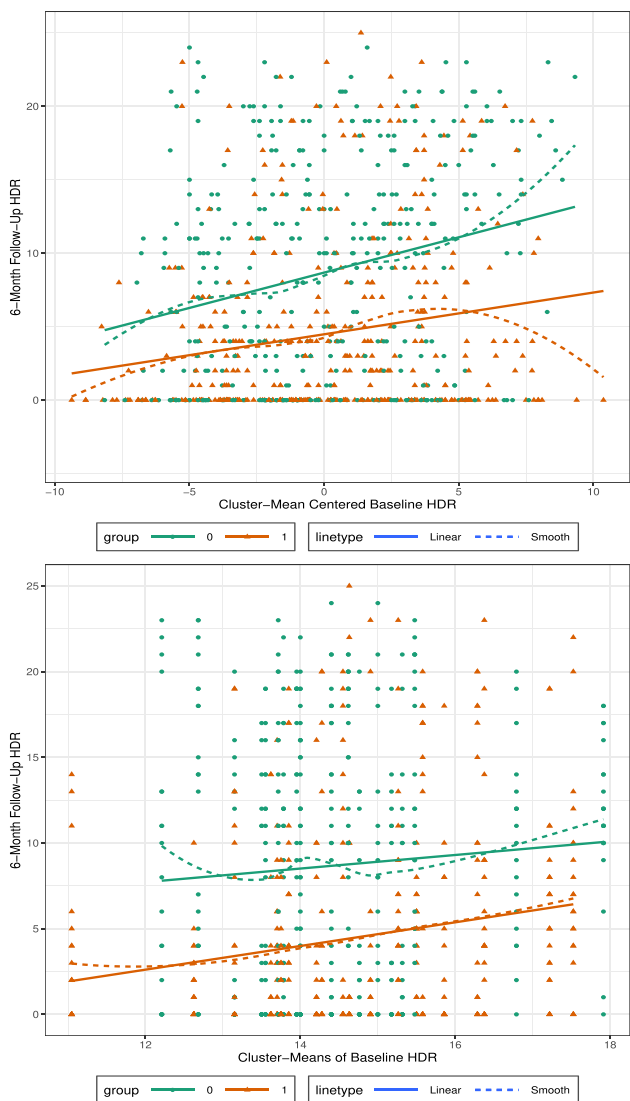 20
10
0
6−Month Follow−Up HDR
−10 −5 0 5 10
Cluster−Mean Centered Baseline HDR
group 0 1 linetype Linear Smooth
25
20
15
10
5
0
6−Month Follow−Up HDR
12 14 16 18
Cluster−Means of Baseline HDR
group 0 1 linetype Linear Smooth